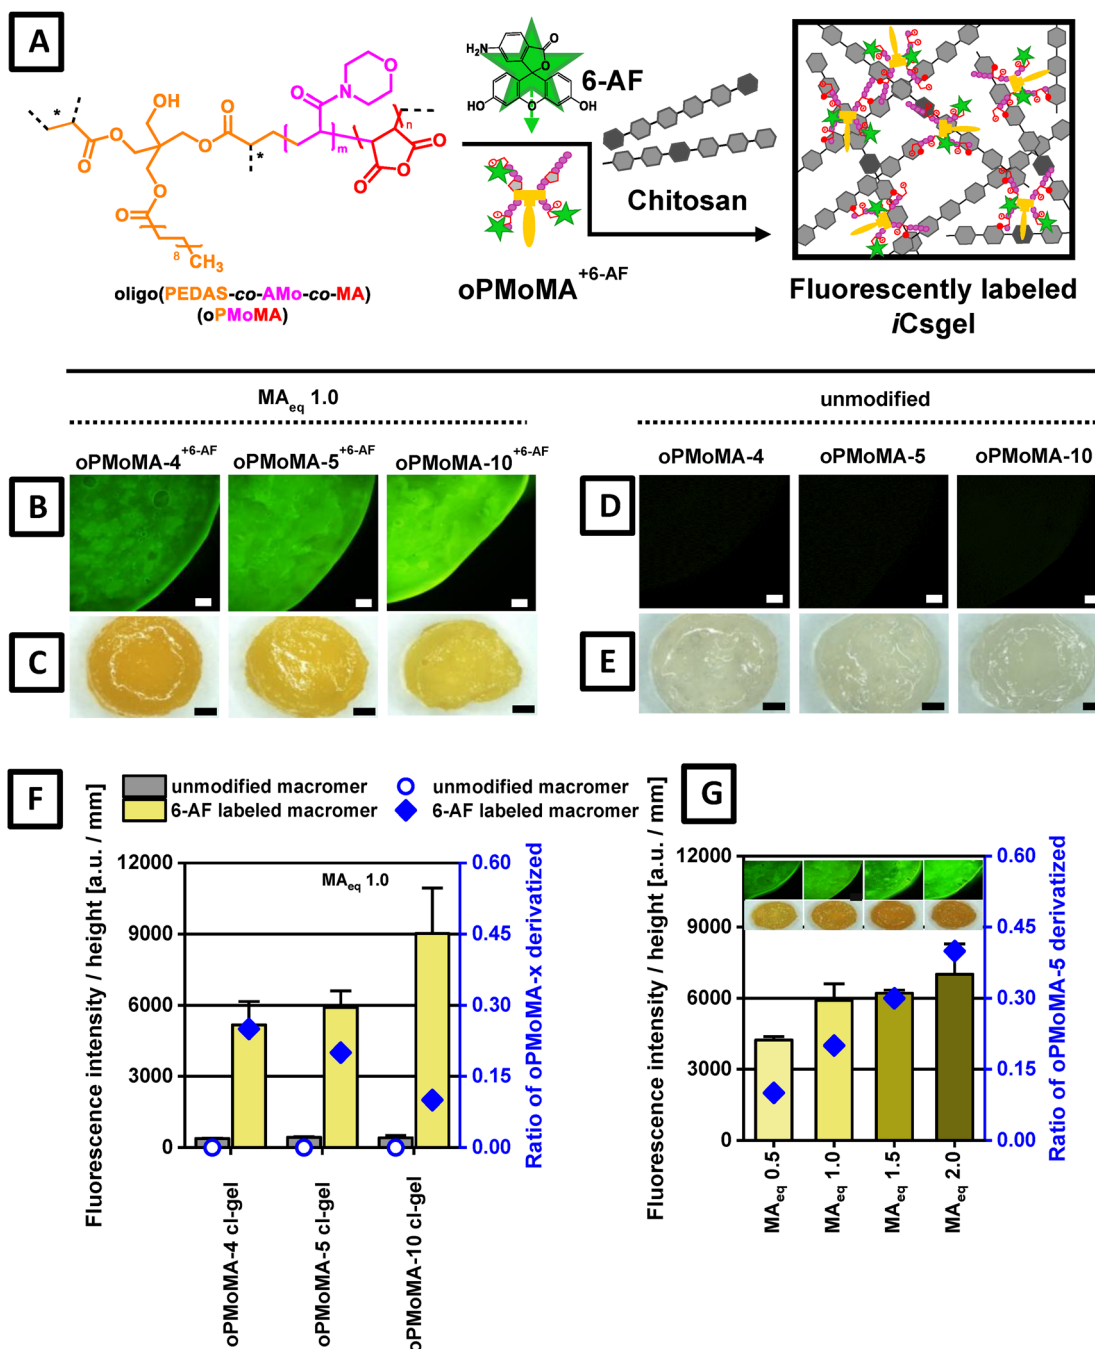 A
OH
O
O
O
O
O
O
8
CH3
*
*
N
O
O
m
n
O
O
O
oligo(PEDAS-co-AMo-co-MA)
(oPMoMA)
H2N
O
O
HO
O
OH
6-AF
oPMoMA+6-AF
Chitosan
Fluorescently labeled
iCsgel
MAeq 1.0
unmodified
oPMoMA-4+6-AF oPMoMA-5+6-AF oPMoMA-10+6-AF
oPMoMA-4 oPMoMA-5 oPMoMA-10
B
D
C
E
F
unmodified macromer
6-AF labeled macromer
unmodified macromer
6-AF labeled macromer
Fluorescence intensity / height [a.u. / mm]
12000
9000
6000
3000
0
MAeq 1.0
0.60
0.45
0.30
0.15
0.00
Ratio of oPMoMA-x derivatized
oPMoMA-4 cl-gel
oPMoMA-5 cl-gel
oPMoMA-10 cl-gel
G
Fluorescence intensity / height [a.u. / mm]
12000
9000
6000
3000
0
0.60
0.45
0.30
0.15
0.00
Ratio of oPMoMA-5 derivatized
MAeq 0.5
MAeq 1.0
MAeq 1.5
MAeq 2.0